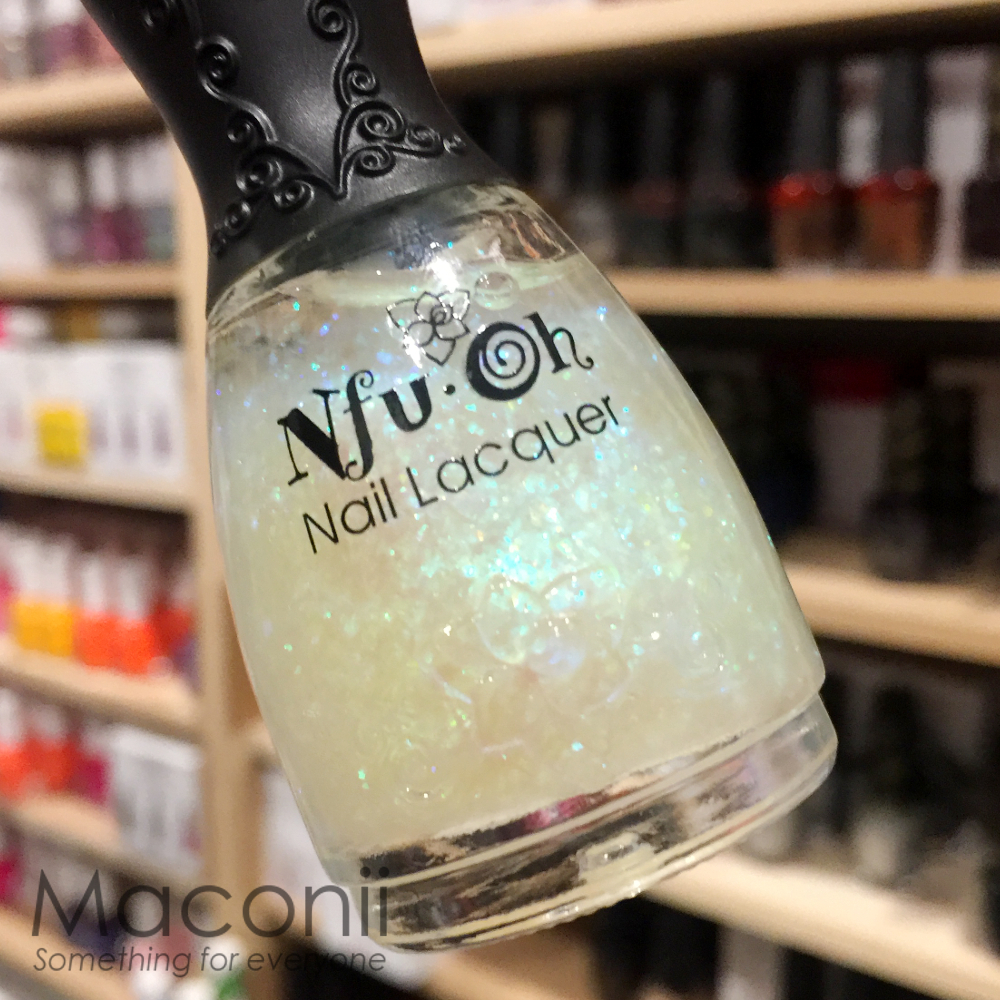 Nfu·Oh
Nail Lacquer
Maconii
Something for everyone